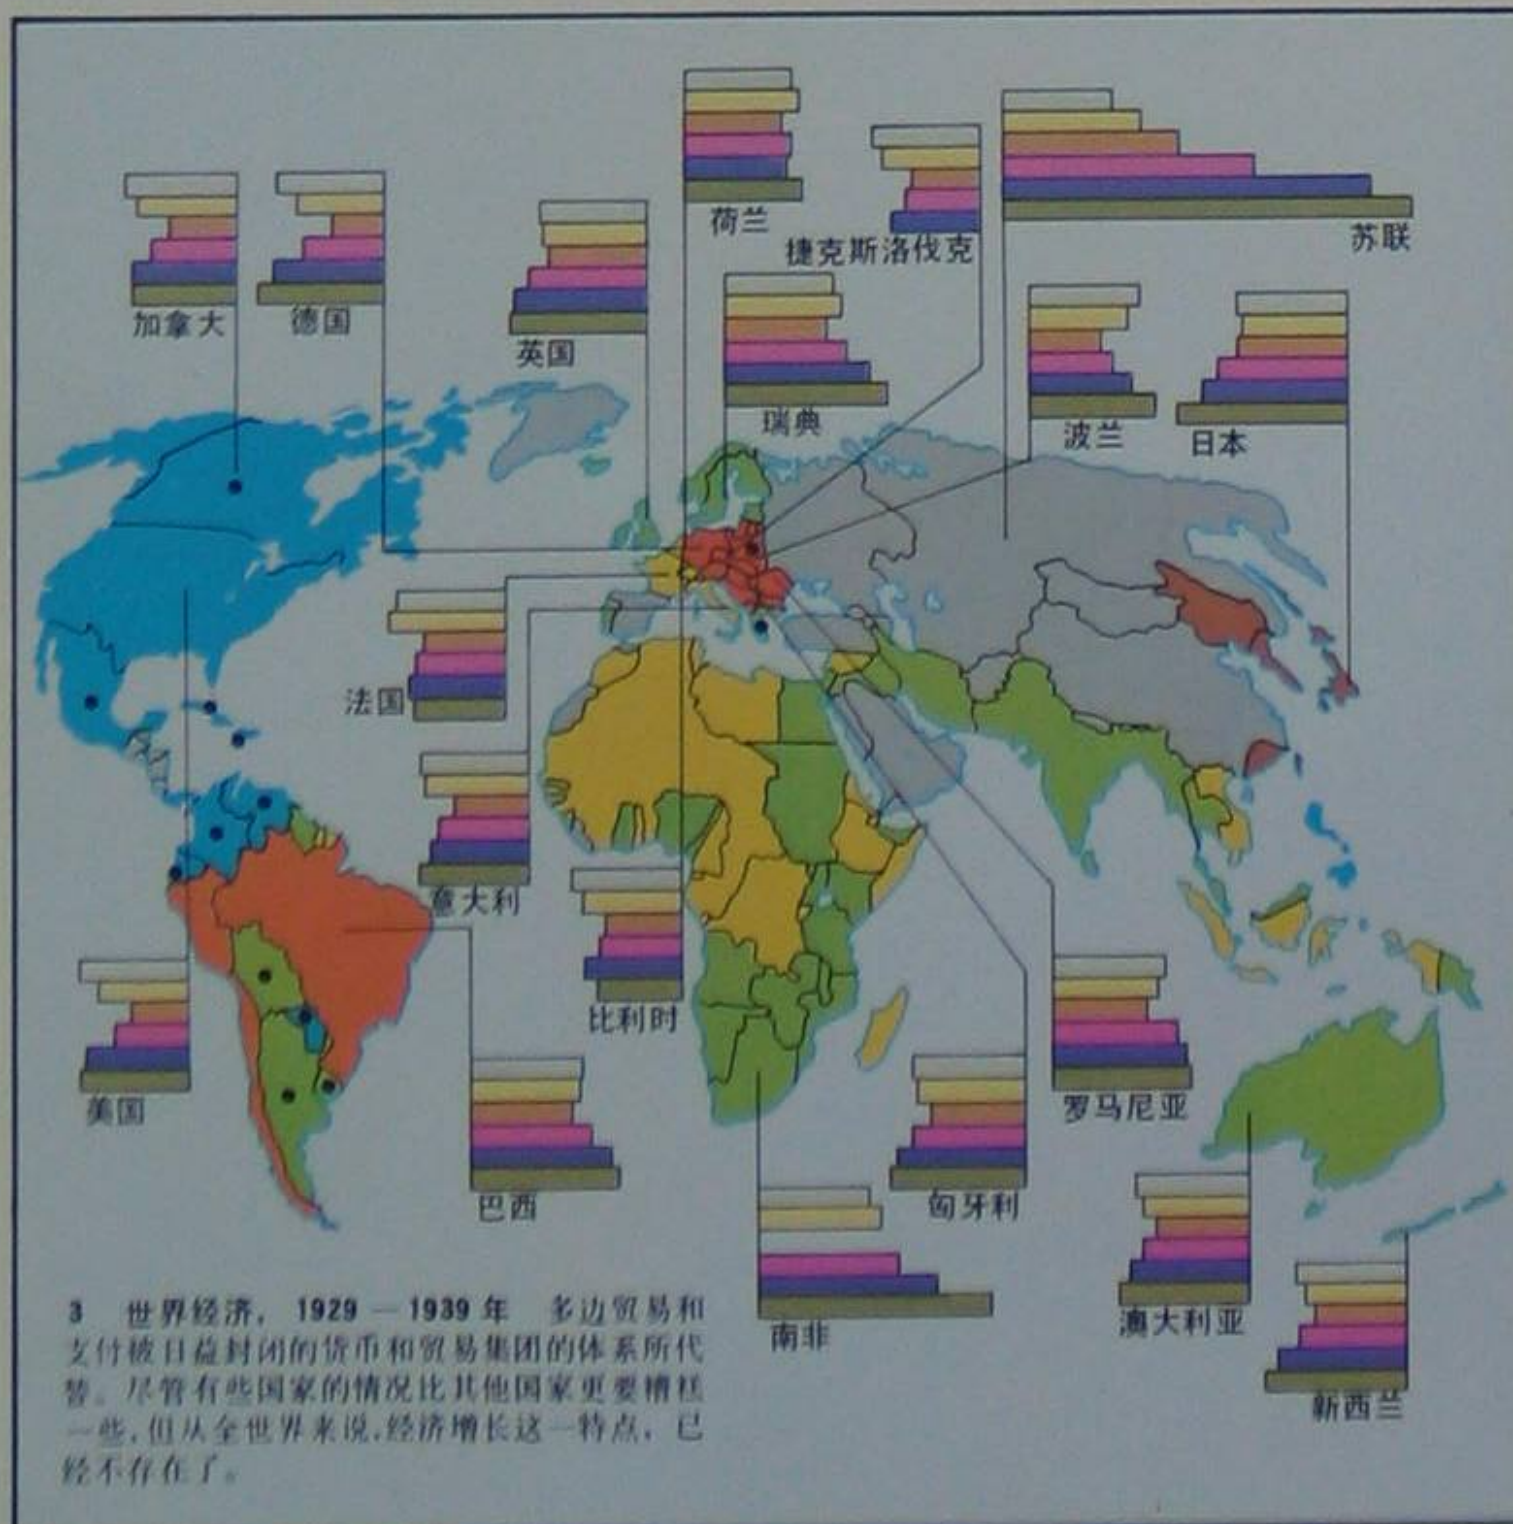 荷兰
捷克斯洛伐克
苏联
加拿大
德国
英国
瑞典
波兰
日本
法国
意大利
比利时
美国
罗马尼亚
巴西
匈牙利
南非
澳大利亚
新西兰
3 世界经济，1929—1939年 多边贸易和
支付被日益封闭的货币和贸易集团的体系所代
替。尽管有些国家的情况比其他国家更要糟糕
一些，但从全世界来说，经济增长这一特点，已
经不存在了。